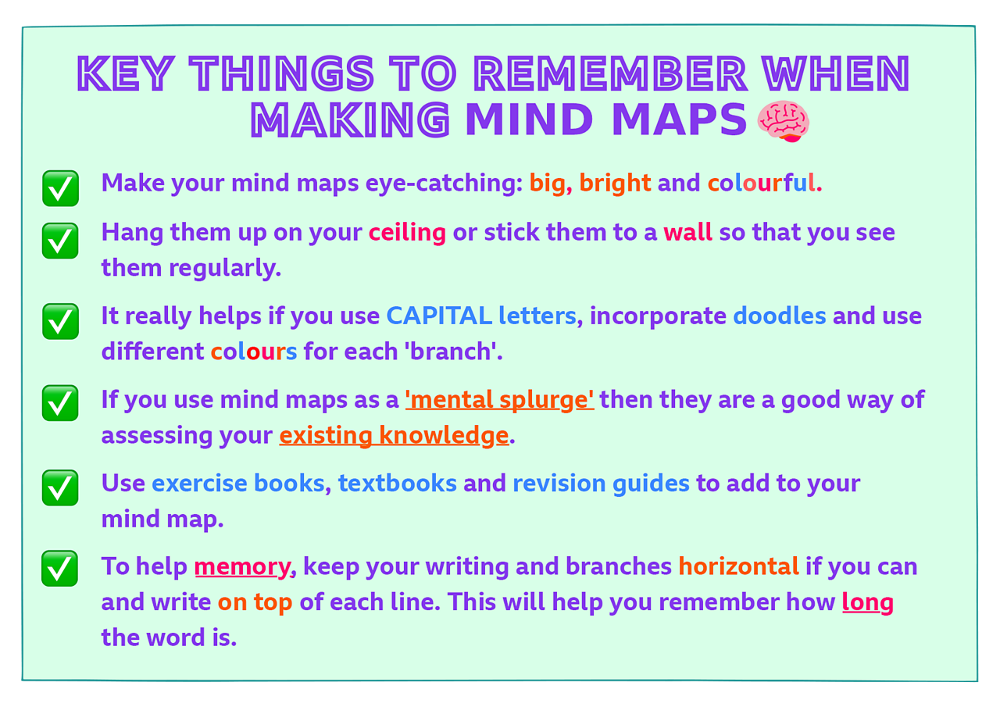 KEY THINGS TO REMEMBER WHEN
MAKING MIND MAPS
Make your mind maps eye-catching: big, bright and colourful.
Hang them up on your ceiling or stick them to a wall so that you see
them regularly.
It really helps if you use CAPITAL letters, incorporate doodles and use
different colours for each 'branch'.
If you use mind maps as a 'mental splurge' then they are a good way of
assessing your existing knowledge.
Use exercise books, textbooks and revision guides to add to your
mind map.
To help memory, keep your writing and branches horizontal if you can
and write on top of each line. This will help you remember how long
the word is.